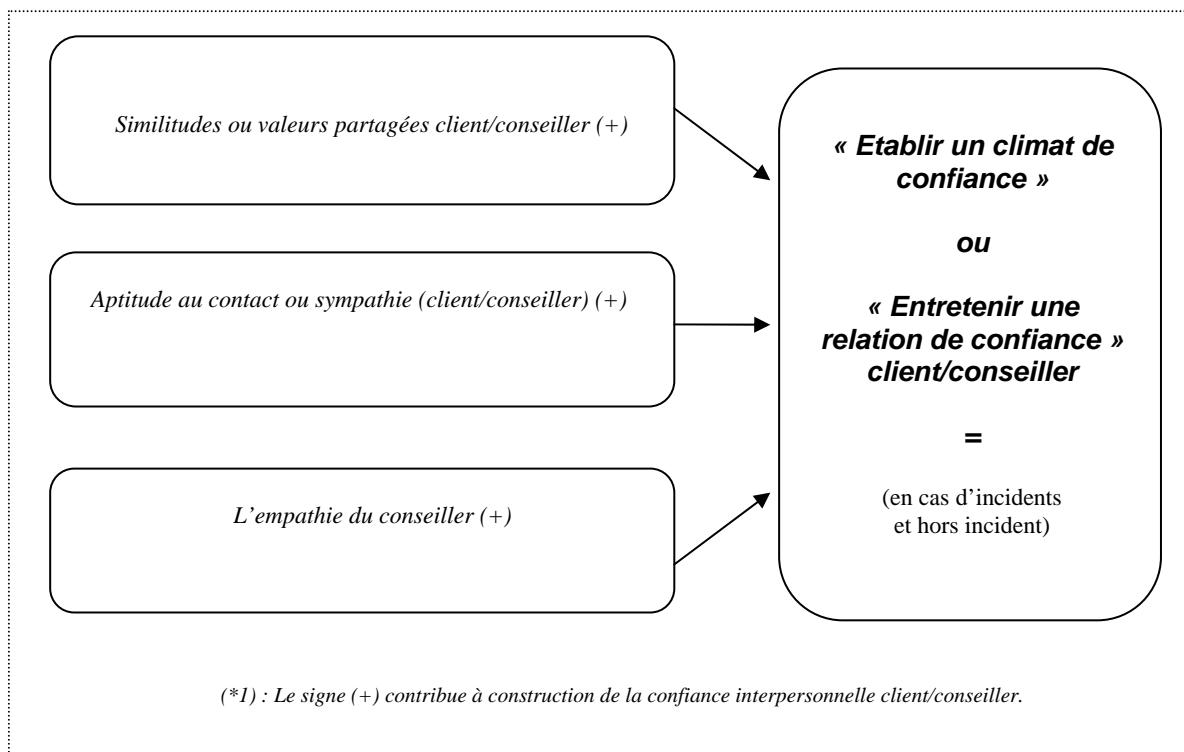 Similitudes ou valeurs partagées client/conseiller (+)
Aptitude au contact ou sympathie (client/conseiller) (+)
L’empathie du conseiller (+)
« Etablir un climat de
confiance »
ou
« Entretenir une
relation de confiance »
client/conseiller
=
(en cas d’incidents
et hors incident)
(*1) : Le signe (+) contribue à construction de la confiance interpersonnelle client/conseiller.